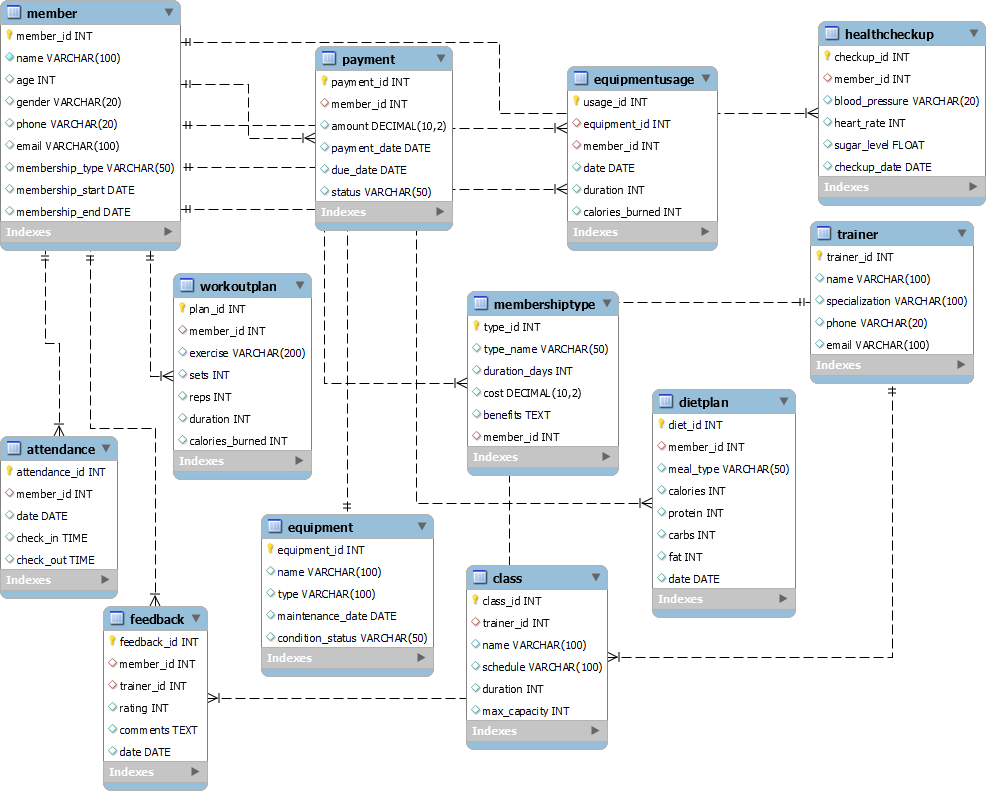 member
member_id INT
name VARCHAR(100)
age INT
gender VARCHAR(20)
phone VARCHAR(20)
email VARCHAR(100)
membership_type VARCHAR(50)
membership_start DATE
membership_end DATE
Indexes
payment
payment_id INT
member_id INT
amount DECIMAL(10,2)
payment_date DATE
due_date DATE
status VARCHAR(50)
Indexes
equipmentusage
usage_id INT
equipment_id INT
member_id INT
date DATE
duration INT
calories_burned INT
Indexes
healthcheckup
checkup_id INT
member_id INT
blood_pressure VARCHAR(20)
heart_rate INT
sugar_level FLOAT
checkup_date DATE
Indexes
trainer
trainer_id INT
name VARCHAR(100)
specialization VARCHAR(100)
phone VARCHAR(20)
email VARCHAR(100)
Indexes
workoutplan
plan_id INT
member_id INT
exercise VARCHAR(200)
sets INT
reps INT
duration INT
calories_burned INT
Indexes
membershiptype
type_id INT
type_name VARCHAR(50)
duration_days INT
cost DECIMAL(10,2)
benefits TEXT
member_id INT
Indexes
dietplan
diet_id INT
member_id INT
meal_type VARCHAR(50)
calories INT
protein INT
carbs INT
fat INT
date DATE
Indexes
attendance
attendance_id INT
member_id INT
date DATE
check_in TIME
check_out TIME
Indexes
equipment
equipment_id INT
name VARCHAR(100)
type VARCHAR(100)
maintenance_date DATE
condition_status VARCHAR(50)
Indexes
class
class_id INT
trainer_id INT
name VARCHAR(100)
schedule VARCHAR(100)
duration INT
max_capacity INT
Indexes
feedback
feedback_id INT
member_id INT
trainer_id INT
rating INT
comments TEXT
date DATE
Indexes